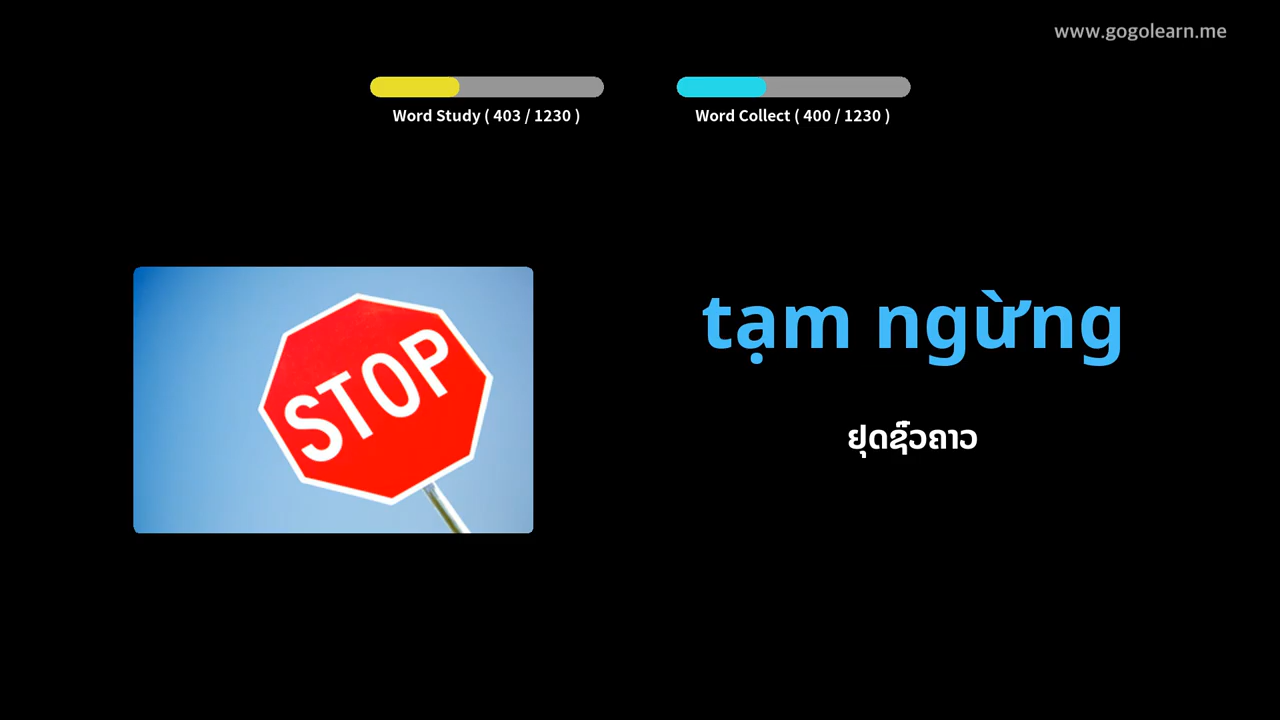 www.gogolearn.me
Word Study ( 403 / 1230 )
Word Collect ( 400 / 1230 )
STOP
tạm ngừng
ຢຸດຊົ່ວຄາວ